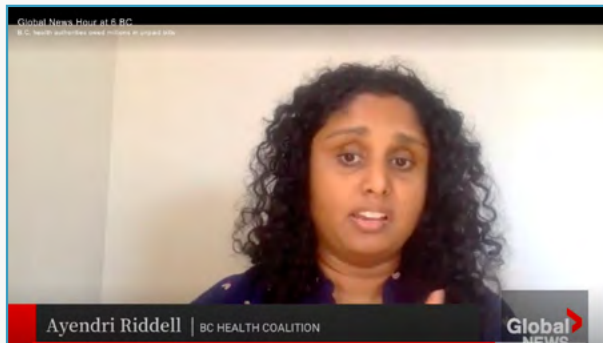 Global News Hour at 6 BC
B.C. health authorities owed millions in unpaid bills
Ayendri Riddell | BC HEALTH COALITION
Global
NEWS